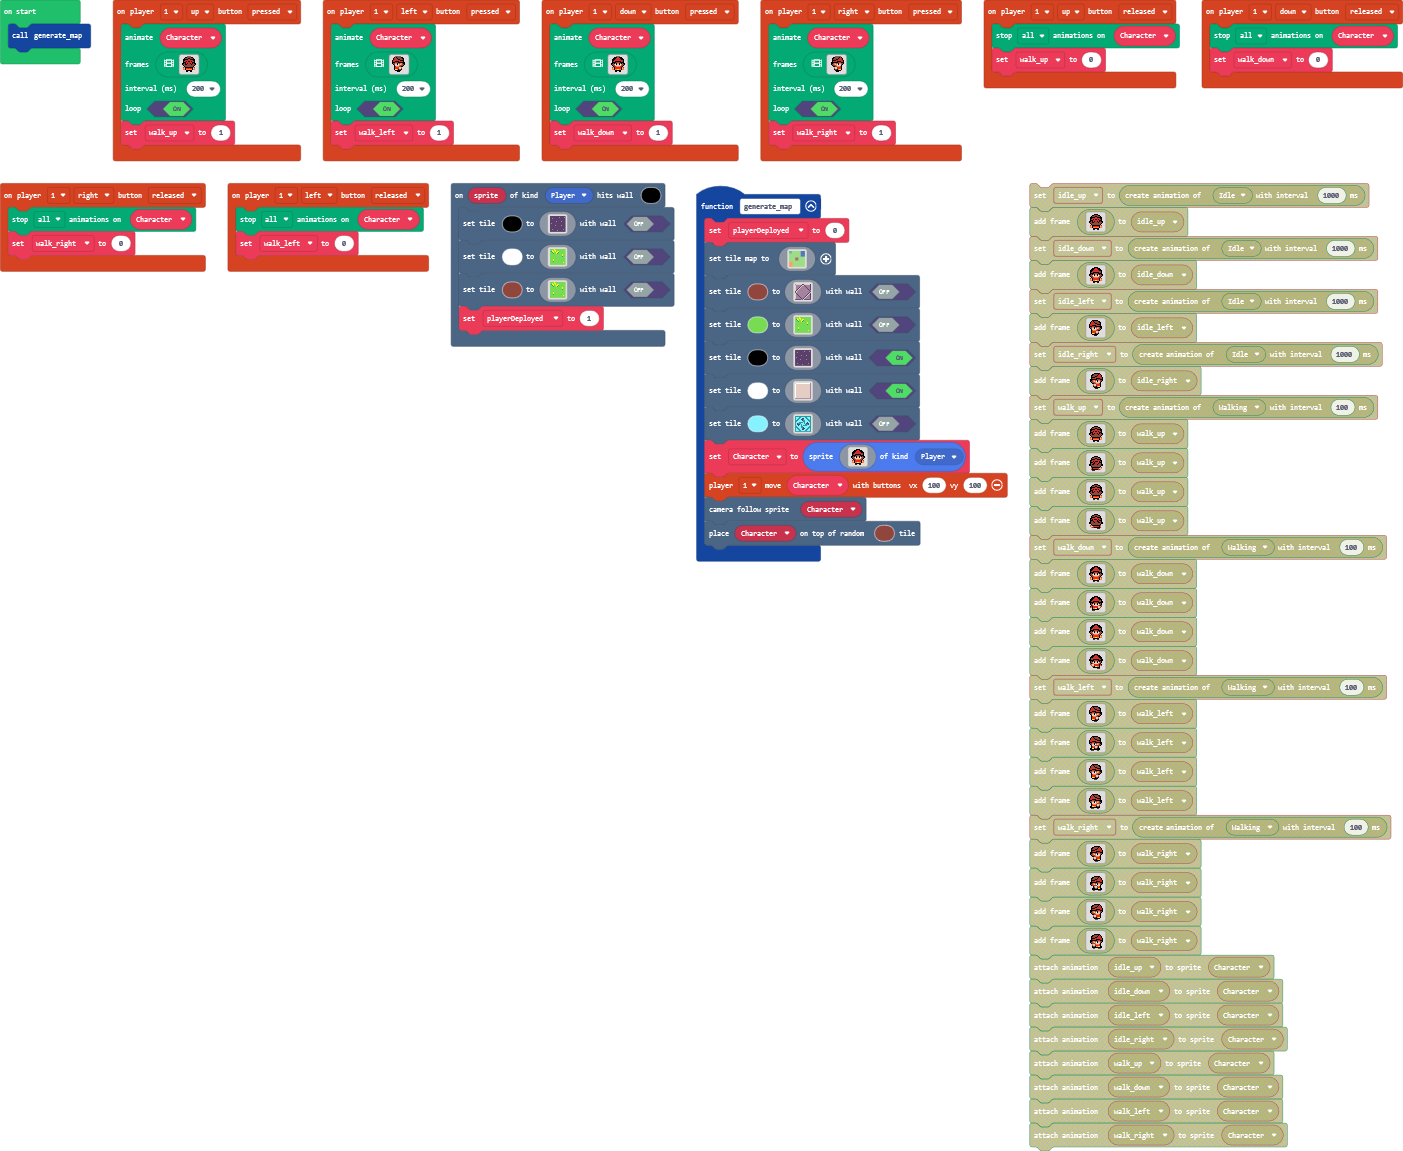 on start
call generate_map
on player 1 up button pressed
animate Character
frames
interval (ms) 200
loop ON
set walk_up to 1
on player 1 left button pressed
animate Character
frames
interval (ms) 200
loop ON
set walk_left to 1
on player 1 down button pressed
animate Character
frames
interval (ms) 200
loop ON
set walk_down to 1
on player 1 right button pressed
animate Character
frames
interval (ms) 200
loop ON
set walk_right to 1
on player 1 up button released
stop all animations on Character
set walk_up to 0
on player 1 down button released
stop all animations on Character
set walk_down to 0
on player 1 right button released
stop all animations on Character
set walk_right to 0
on player 1 left button released
stop all animations on Character
set walk_left to 0
on sprite of kind Player hits wall
set tile to with wall OFF
set tile to with wall OFF
set tile to with wall OFF
set playerDeployed to 1
function generate_map
set playerDeployed to 0
set tile map to
set tile to with wall OFF
set tile to with wall OFF
set tile to with wall ON
set tile to with wall ON
set tile to with wall OFF
set Character to sprite of kind Player
player 1 move Character with buttons vx 100 vy 100
camera follow sprite Character
place Character on top of random tile
set idle_up to create animation of Idle with interval 1000 ms
add frame to idle_up
set idle_down to create animation of Idle with interval 1000 ms
add frame to idle_down
set idle_left to create animation of Idle with interval 1000 ms
add frame to idle_left
set idle_right to create animation of Idle with interval 1000 ms
add frame to idle_right
set walk_up to create animation of Walking with interval 100 ms
add frame to walk_up
add frame to walk_up
add frame to walk_up
add frame to walk_up
set walk_down to create animation of Walking with interval 100 ms
add frame to walk_down
add frame to walk_down
add frame to walk_down
add frame to walk_down
set walk_left to create animation of Walking with interval 100 ms
add frame to walk_left
add frame to walk_left
add frame to walk_left
add frame to walk_left
set walk_right to create animation of Walking with interval 100 ms
add frame to walk_right
add frame to walk_right
add frame to walk_right
add frame to walk_right
attach animation idle_up to sprite Character
attach animation idle_down to sprite Character
attach animation idle_left to sprite Character
attach animation idle_right to sprite Character
attach animation walk_up to sprite Character
attach animation walk_down to sprite Character
attach animation walk_left to sprite Character
attach animation walk_right to sprite Character